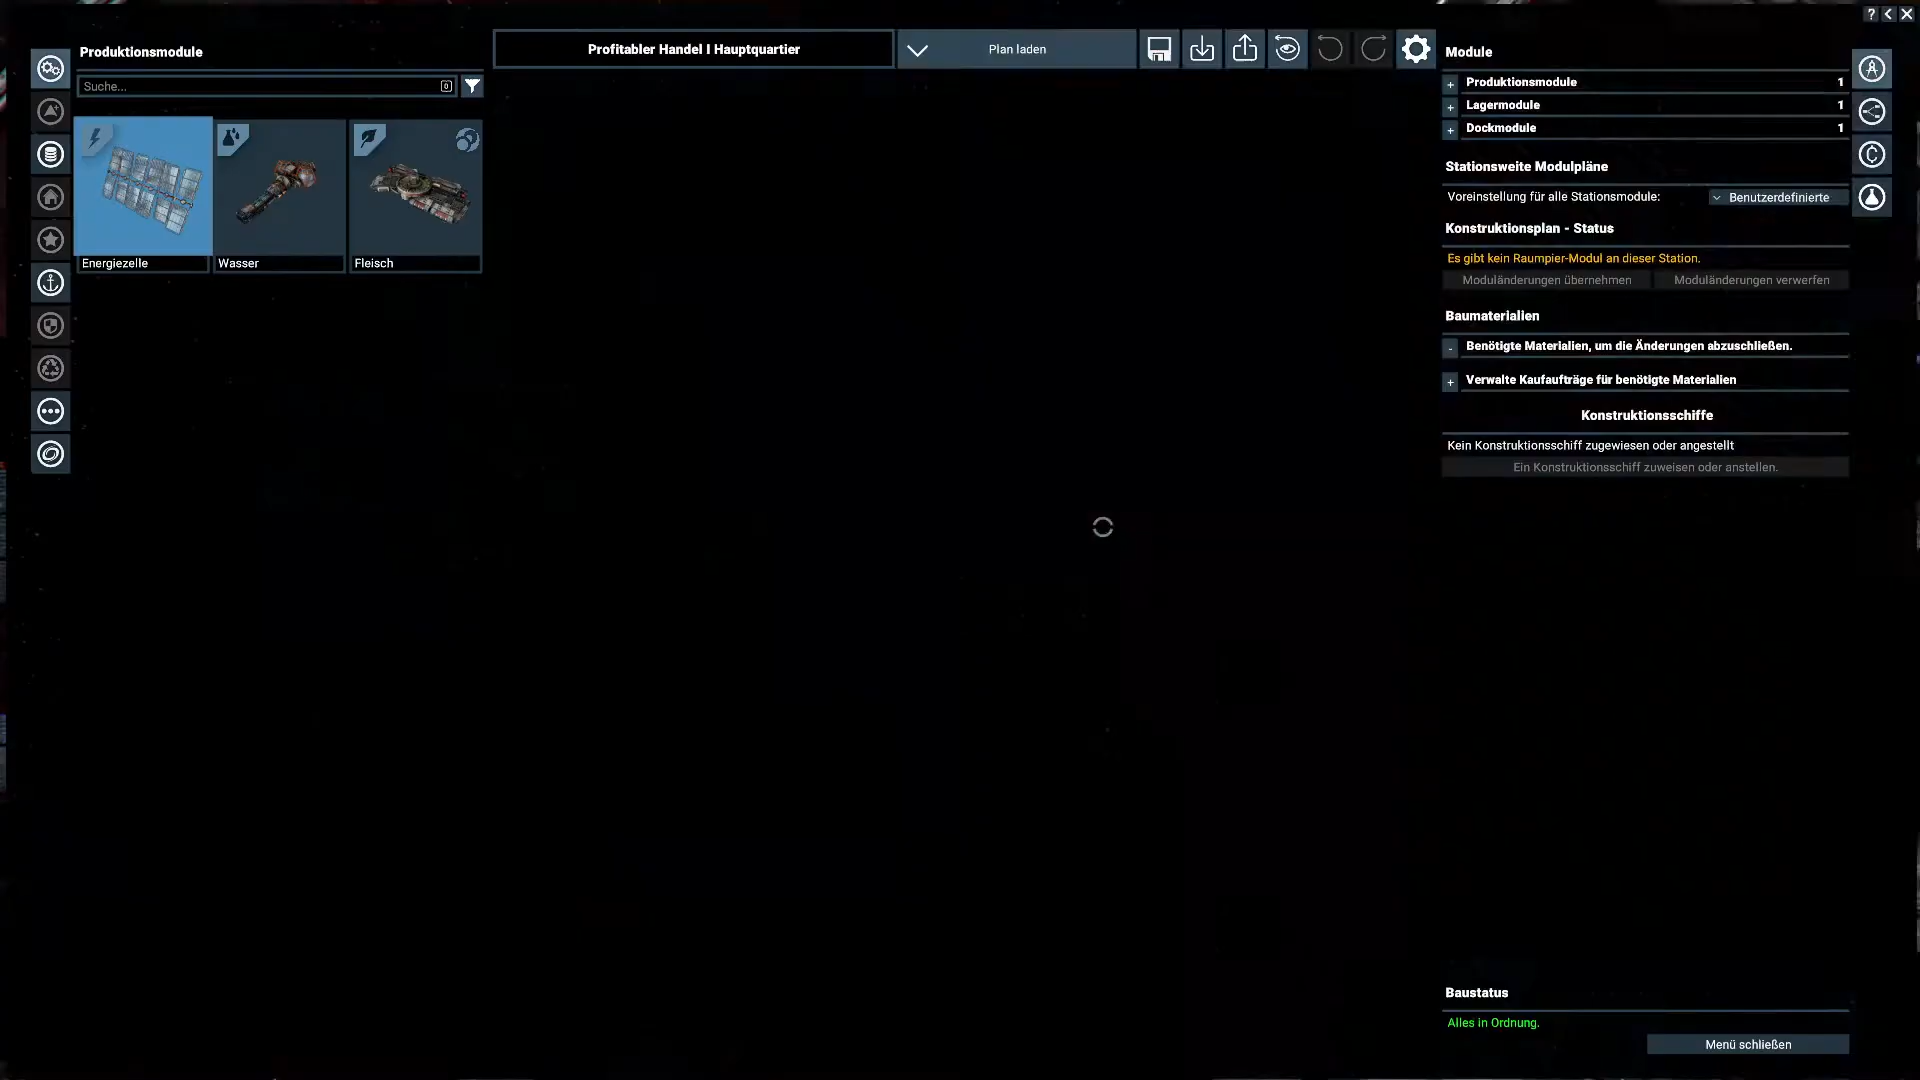 Produktionsmodule
Suche...
Energiezelle
Wasser
Fleisch
Profitabler Handel I Hauptquartier
Plan laden
?
Module
+ Produktionsmodule 1
+ Lagermodule 1
+ Dockmodule 1
Stationsweite Modulpläne
Voreinstellung für alle Stationsmodule: Benutzerdefinierte
Konstruktionsplan - Status
Es gibt kein Raumpier-Modul an dieser Station.
Moduländerungen übernehmen Moduländerungen verwerfen
Baumaterialien
- Benötigte Materialien, um die Änderungen abzuschließen.
+ Verwalte Kaufaufträge für benötigte Materialien
Konstruktionsschiffe
Kein Konstruktionsschiff zugewiesen oder angestellt
Ein Konstruktionsschiff zuweisen oder anstellen.
Baustatus
Alles in Ordnung.
Menü schließen